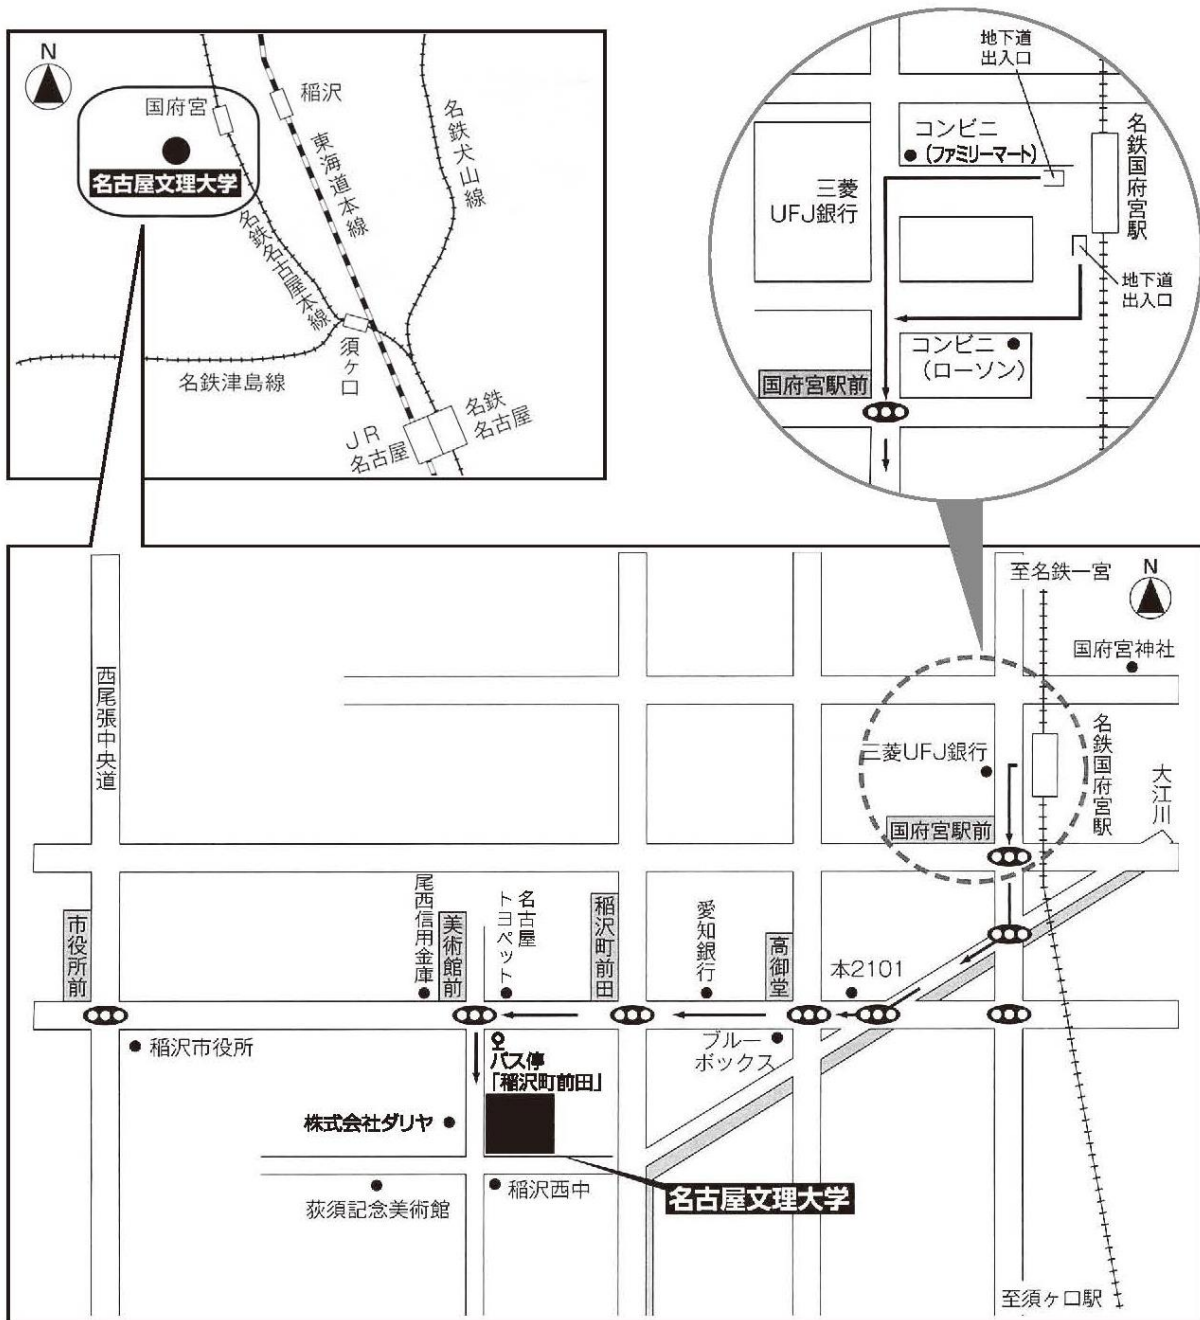 N
国府宮
名古屋文理大学
稲沢
東海道本線
名鉄犬山線
名鉄名古屋本線
名鉄津島線
須ヶ口
JR
名古屋
名鉄
名古屋
地下道
出入口
コンビニ
(ファミリーマート)
三菱
UFJ銀行
名鉄国府宮駅
地下道
出入口
コンビニ
(ローソン)
国府宮駅前
至名鉄一宮
N
国府宮神社
西尾張中央道
三菱UFJ銀行
名鉄国府宮駅
大江川
国府宮駅前
市役所前
尾西信用金庫
美術館前
名古屋
トヨペット
稲沢町前田
愛知銀行
高御堂
本2101
稲沢市役所
バス停
「稲沢町前田」
ブルー
ボックス
株式会社ダリヤ
荻須記念美術館
稲沢西中
名古屋文理大学
至須ヶ口駅